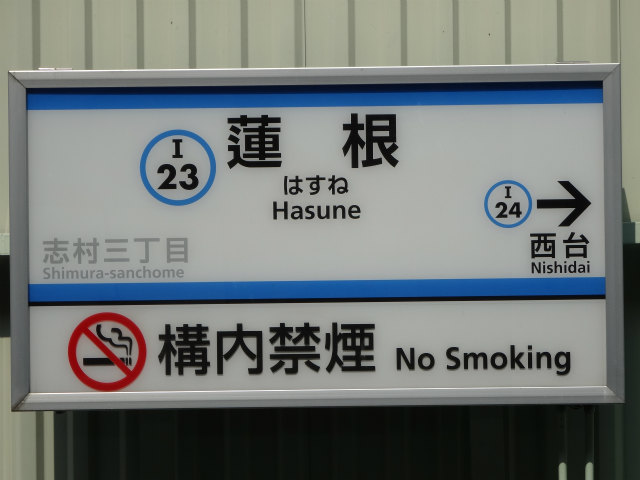 I
23
蓮根
はすね
Hasune
I
24
西台
Nishidai
志村三丁目
Shimura-sanchome
構内禁煙 No Smoking